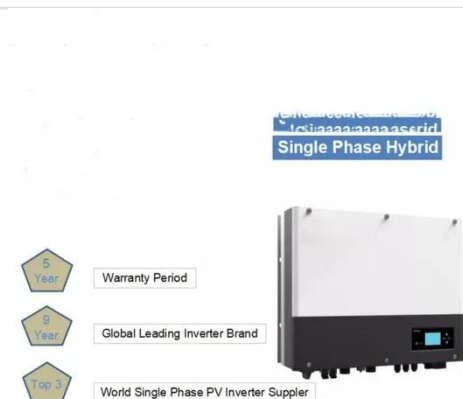 Single Phase Hybrid
5
Year
Warranty Period
9
Year
Global Leading Inverter Brand
Top 3
World Single Phase PV Inverter Suppler